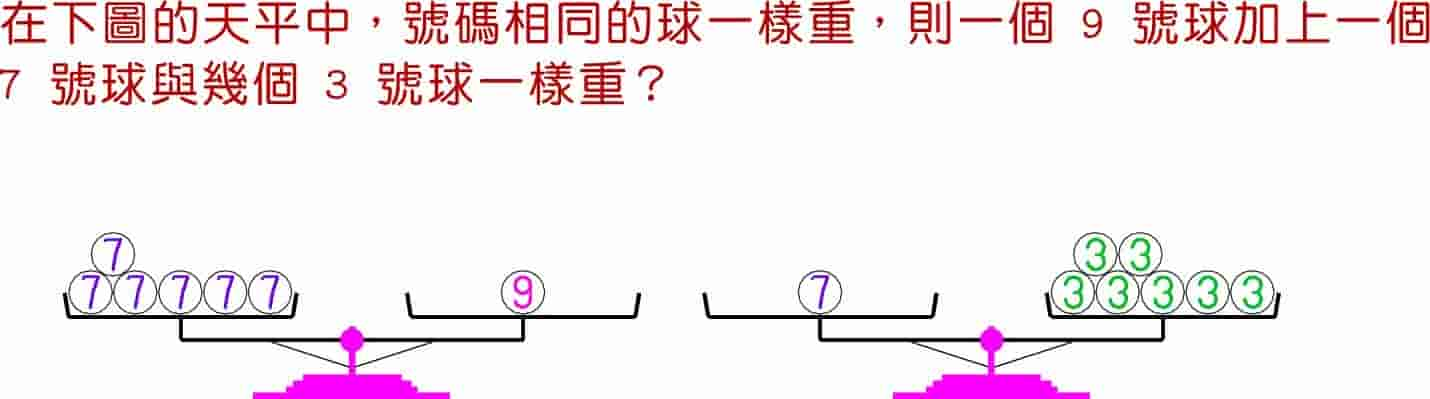 在下圖的天平中，號碼相同的球一樣重，則一個 9 號球加上一個
7 號球與幾個 3 號球一樣重？
7 3 3
7 7 7 7 7 9 7 3 3 3 3 3